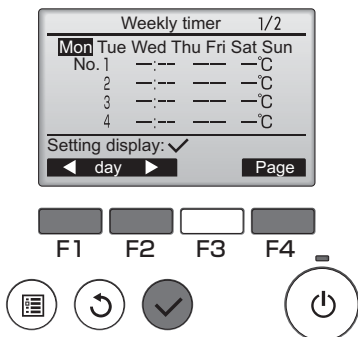 Weekly timer 1/2
Mon Tue Wed Thu Fri Sat Sun
No. 1 –:-- –– –℃
2 –:-- –– –℃
3 –:-- –– –℃
4 –:-- –– –℃
Setting display: ✓
◀ day ▶ Page
F1 F2 F3 F4